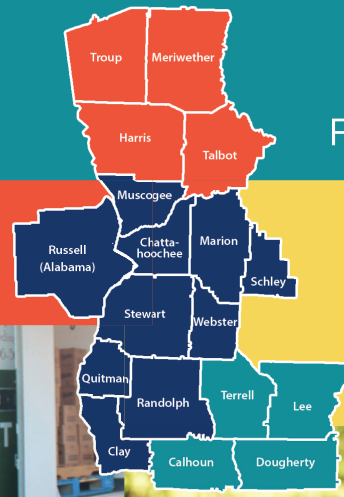 Troup
Meriwether
Harris
Talbot
Muscogee
Chatta-
hoochee
Marion
Russell
(Alabama)
Schley
Stewart
Webster
Quitman
Randolph
Terrell
Lee
Clay
Calhoun
Dougherty
F
T